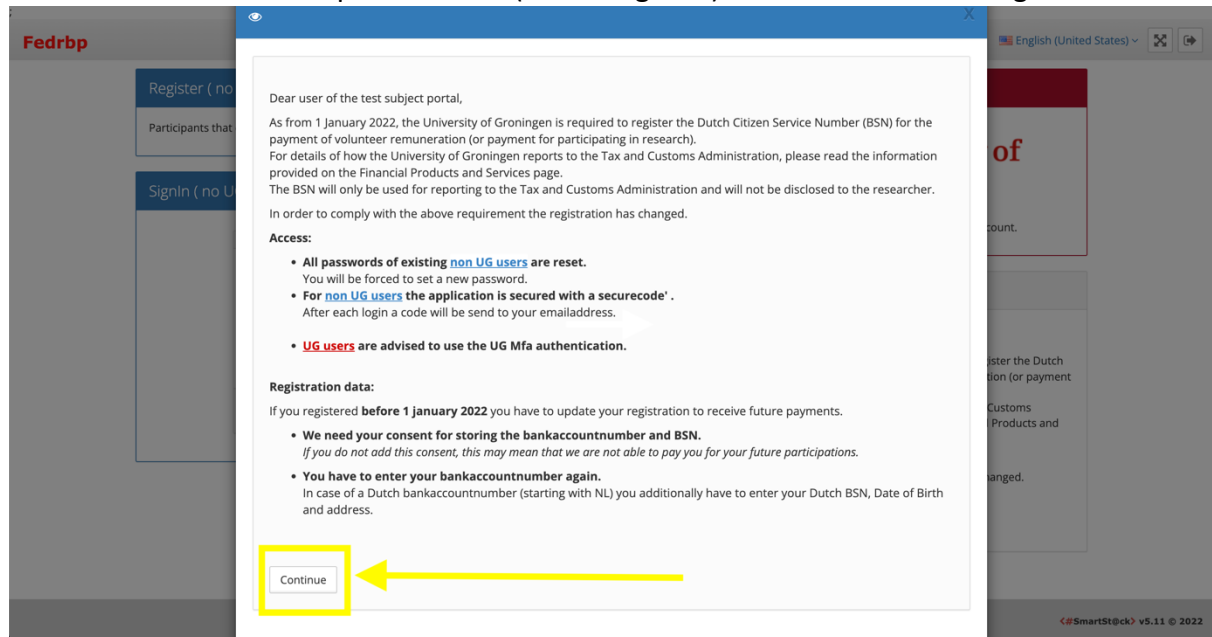 X
Fedrbp
English (United States)
Register ( no
Participants that
SignIn ( no U
Dear user of the test subject portal,
As from 1 January 2022, the University of Groningen is required to register the Dutch Citizen Service Number (BSN) for the
payment of volunteer remuneration (or payment for participating in research).
For details of how the University of Groningen reports to the Tax and Customs Administration, please read the information
provided on the Financial Products and Services page.
The BSN will only be used for reporting to the Tax and Customs Administration and will not be disclosed to the researcher.
In order to comply with the above requirement the registration has changed.
Access:
• All passwords of existing non UG users are reset.
You will be forced to set a new password.
• For non UG users the application is secured with a securecode' .
After each login a code will be send to your emailaddress.
• UG users are advised to use the UG Mfa authentication.
Registration data:
If you registered before 1 january 2022 you have to update your registration to receive future payments.
• We need your consent for storing the bankaccountnumber and BSN.
If you do not add this consent, this may mean that we are not able to pay you for your future participations.
• You have to enter your bankaccountnumber again.
In case of a Dutch bankaccountnumber (starting with NL) you additionally have to enter your Dutch BSN, Date of Birth
and address.
Continue
of
count.
ister the Dutch
tion (or payment
Customs
Products and
anged.
<#SmartSt@ck> v5.11 © 2022